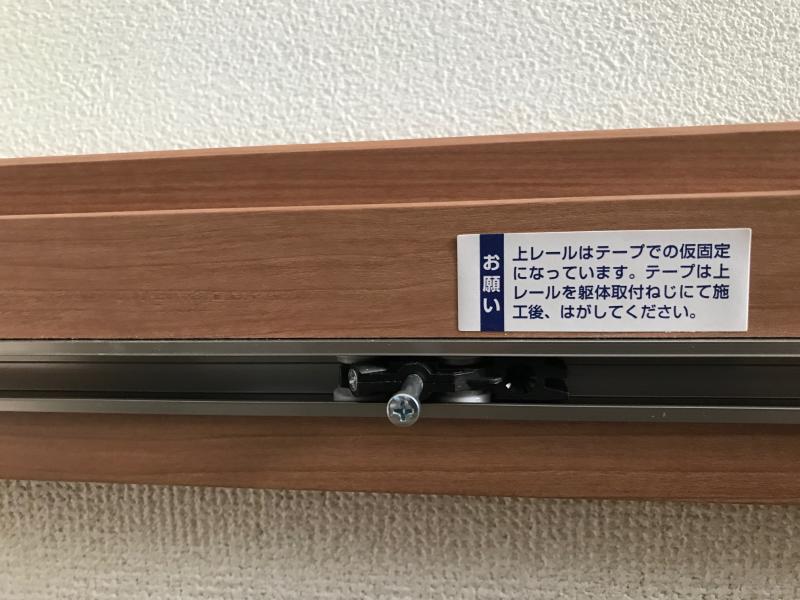 お願い
上レールはテープでの仮固定
になっています。テープは上
レールを躯体取付ねじにて施
工後、はがしてください。